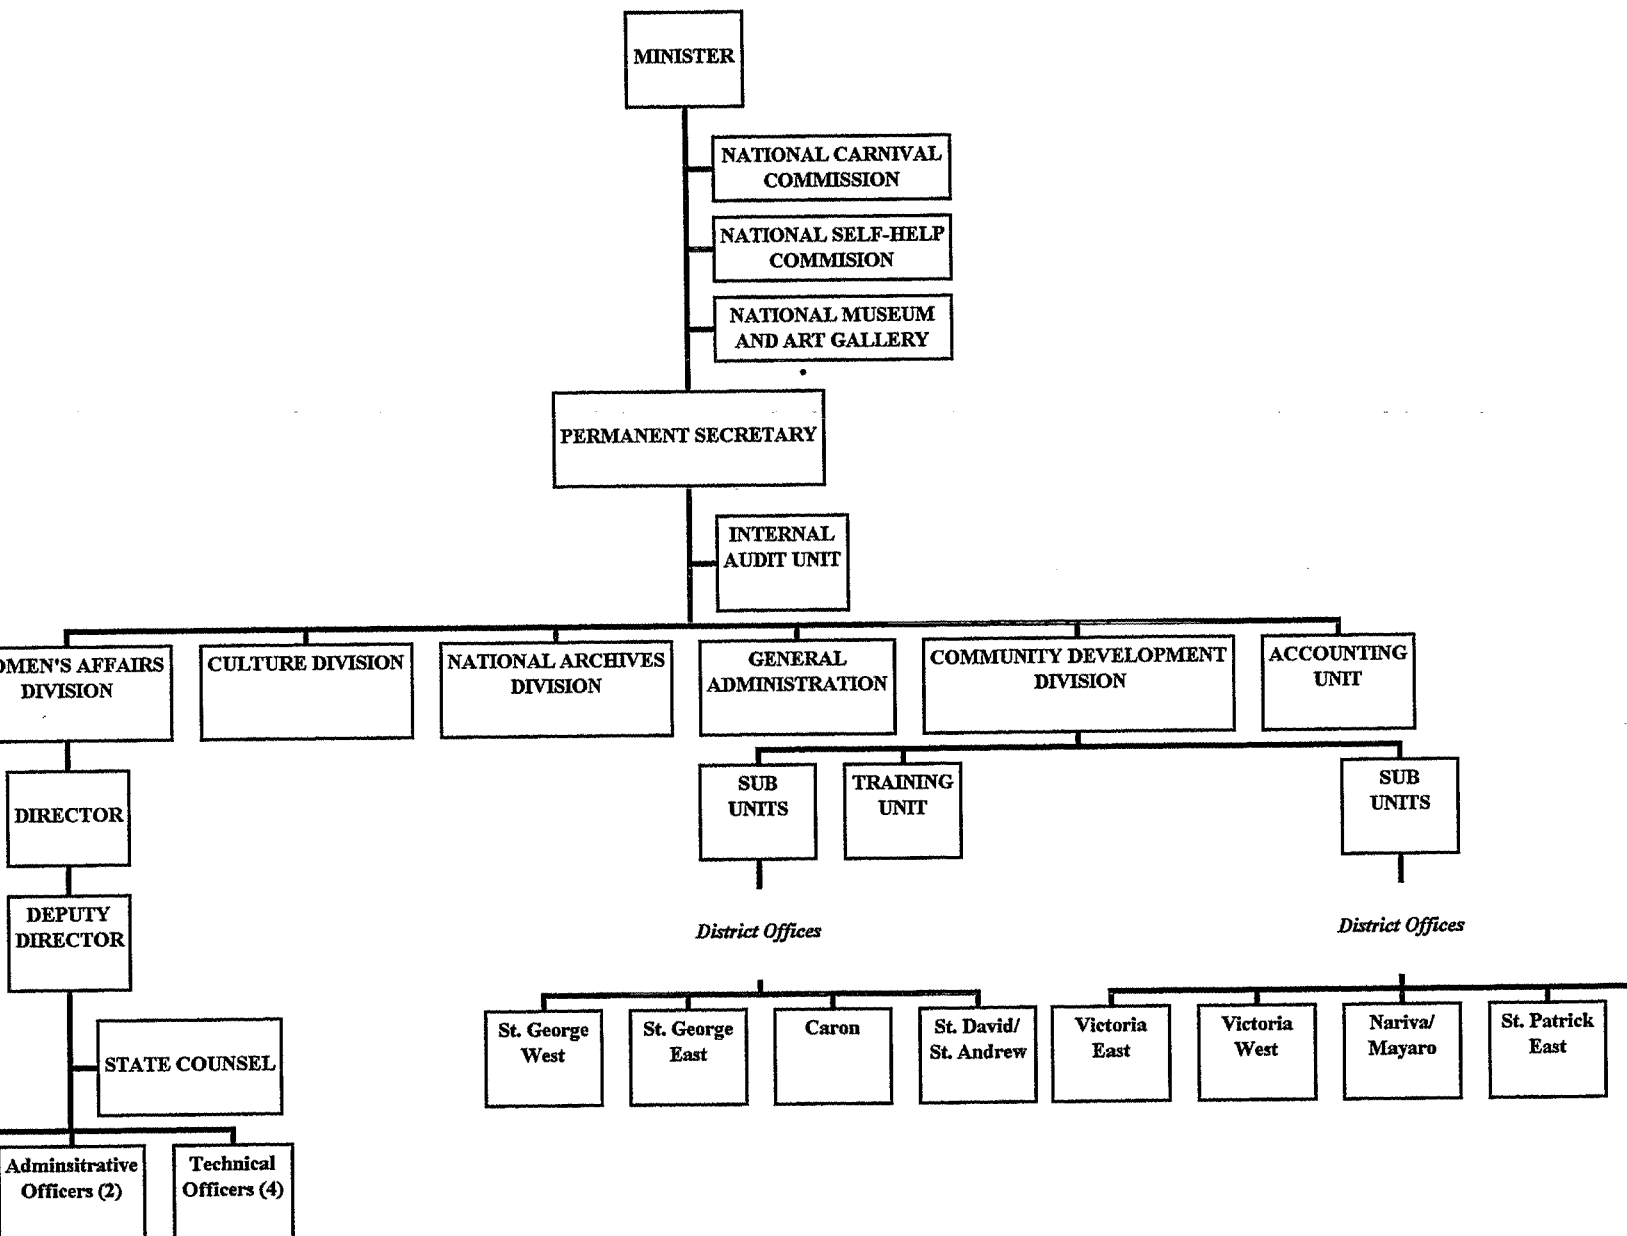 MINISTER
NATIONAL CARNIVAL
COMMISSION
NATIONAL SELF-HELP
COMMISION
NATIONAL MUSEUM
AND ART GALLERY
PERMANENT SECRETARY
INTERNAL
AUDIT UNIT
OMEN'S AFFAIRS
DIVISION
CULTURE DIVISION
NATIONAL ARCHIVES
DIVISION
GENERAL
ADMINISTRATION
COMMUNITY DEVELOPMENT
DIVISION
ACCOUNTING
UNIT
DIRECTOR
SUB
UNITS
TRAINING
UNIT
SUB
UNITS
DEPUTY
DIRECTOR
District Offices
District Offices
STATE COUNSEL
St. George
West
St. George
East
Caron
St. David/
St. Andrew
Victoria
East
Victoria
West
Nariva/
Mayaro
St. Patrick
East
Adminsitrative
Officers (2)
Technical
Officers (4)